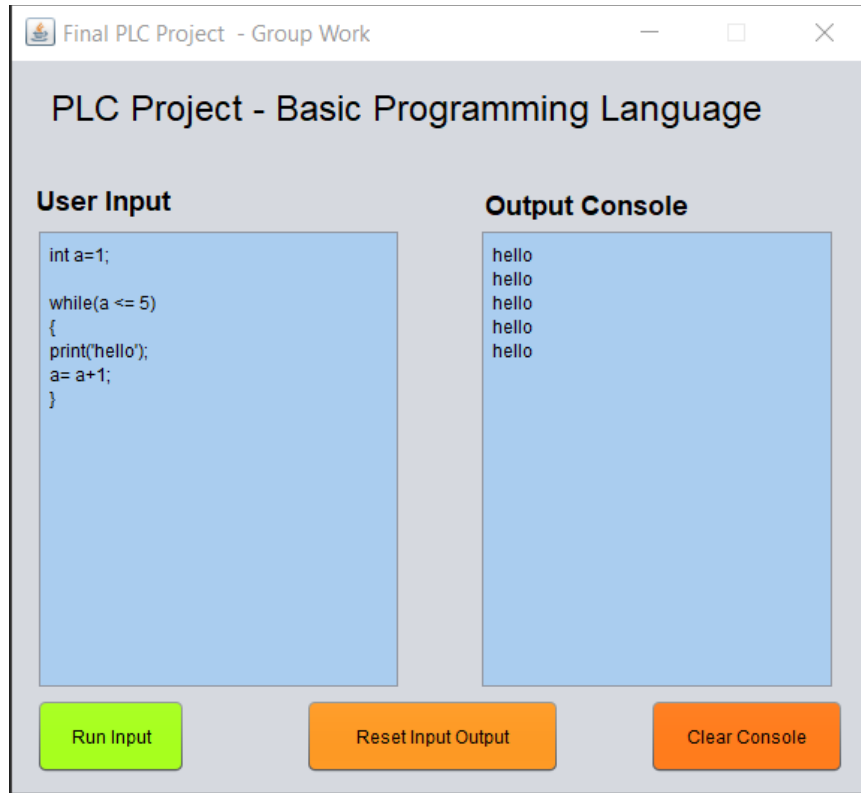 Final PLC Project  - Group Work
PLC Project - Basic Programming Language
User Input
int a=1;
while(a <= 5)
{
print('hello');
a= a+1;
}
Output Console
hello
hello
hello
hello
hello
Run Input
Reset Input Output
Clear Console